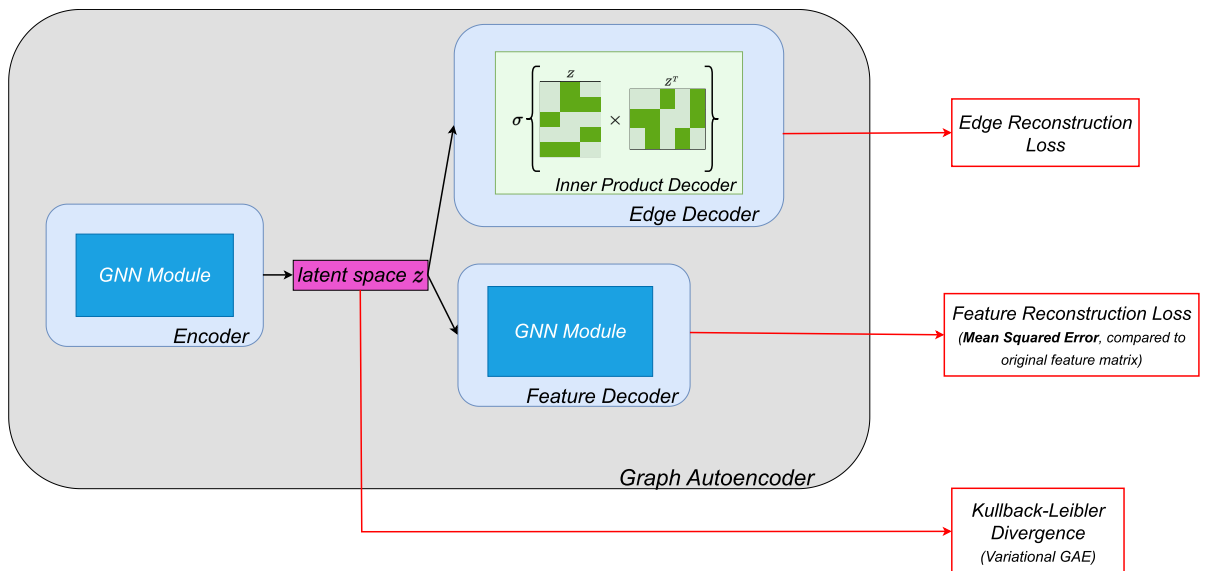 Z
Z^T
σ
×
Inner Product Decoder
Edge Decoder
Edge Reconstruction
Loss
GNN Module
Encoder
latent space z
GNN Module
Feature Decoder
Feature Reconstruction Loss
(Mean Squared Error, compared to
original feature matrix)
Graph Autoencoder
Kullback-Leibler
Divergence
(Variational GAE)